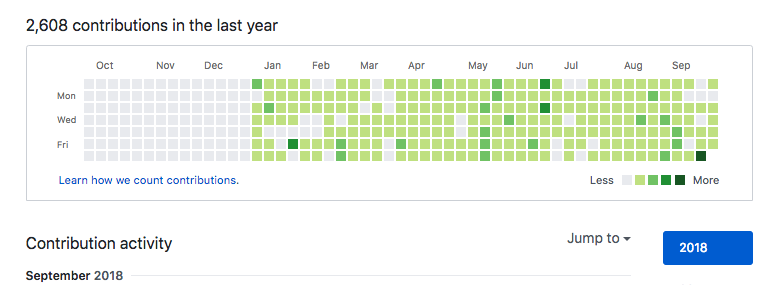 2,608 contributions in the last year
Oct Nov Dec Jan Feb Mar Apr May Jun Jul Aug Sep
Mon
Wed
Fri
Learn how we count contributions. Less More
Contribution activity Jump to 2018
September 2018